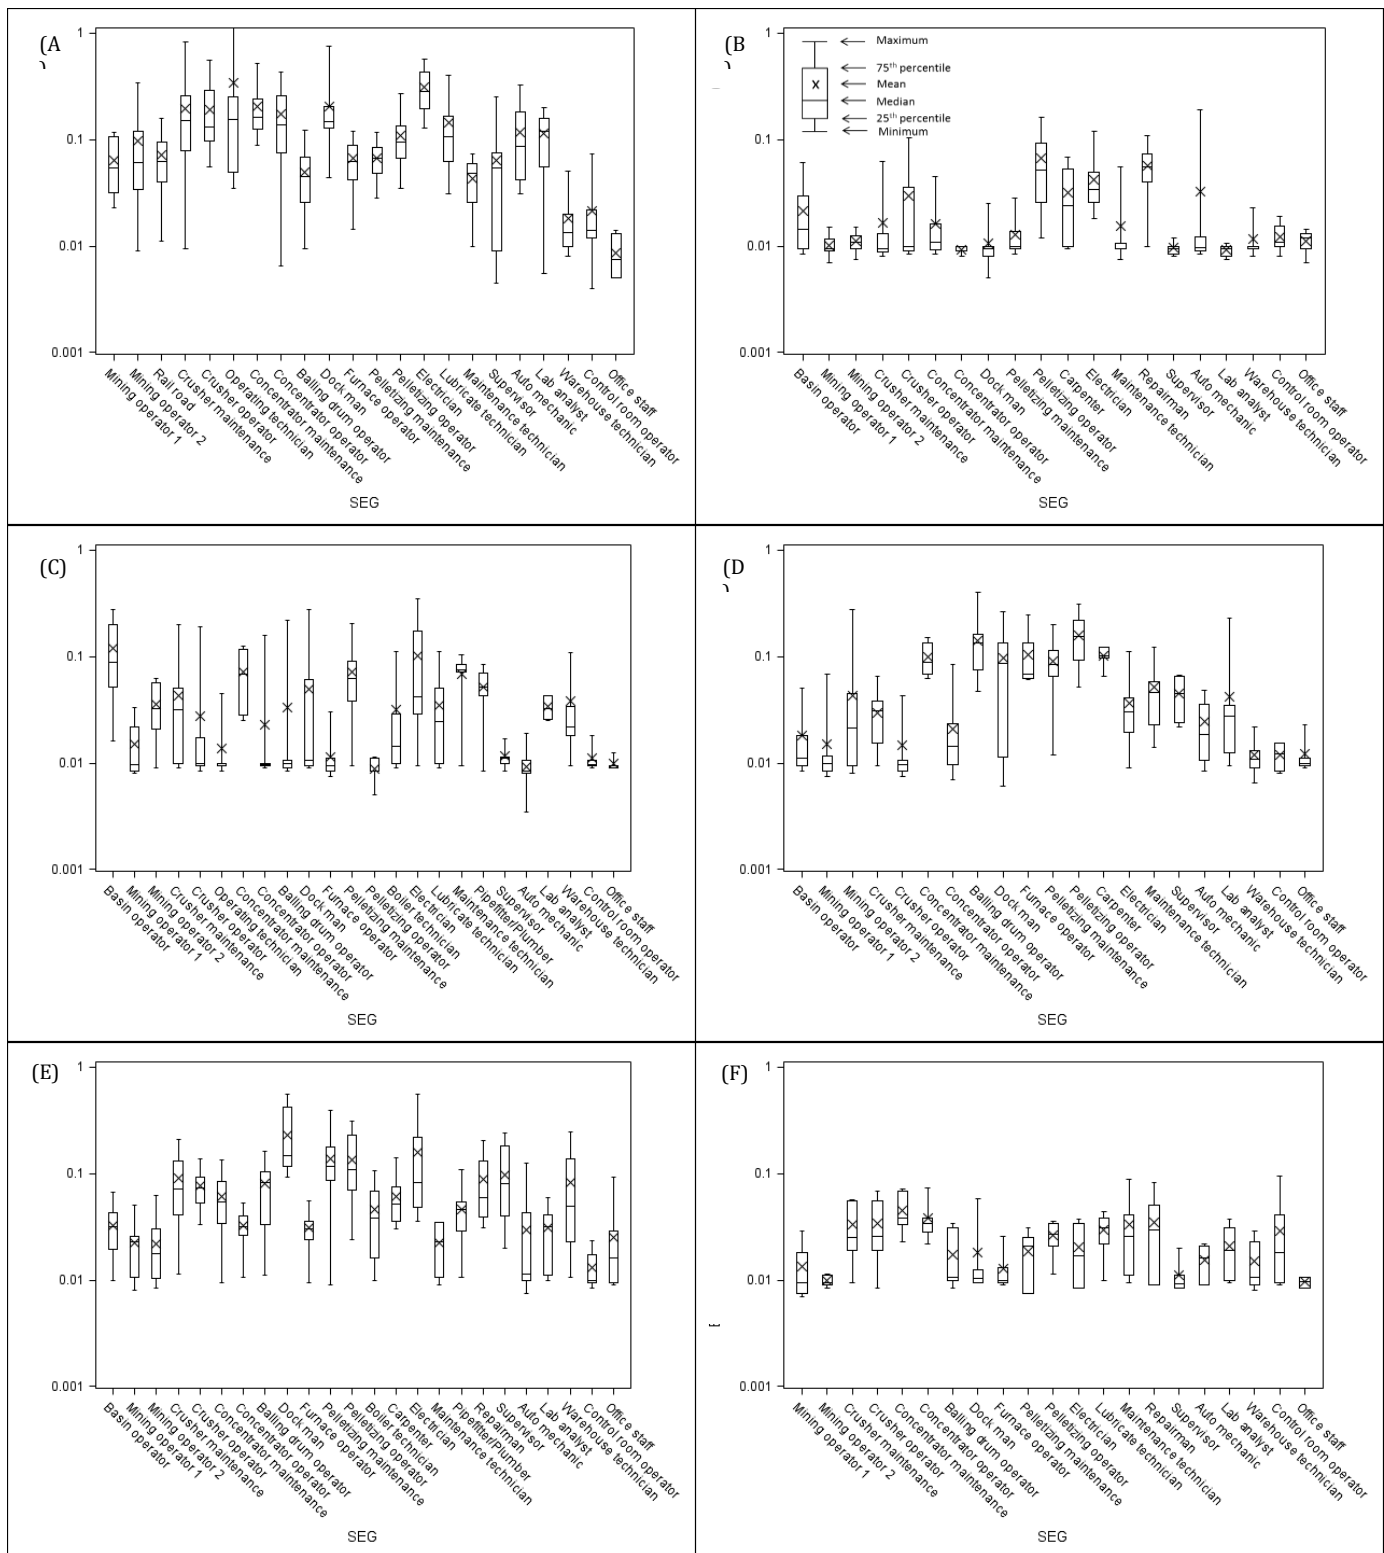 (A
)
1
0.1
0.01
0.001
Mining operator 1
Mining operator 2
Rail road
Crusher maintenance
Crusher operator
Operating technician
Concentrator maintenance
Concentrator operator
Balling drum operator
Dock man
Furnace operator
Pelletizing maintenance
Pelletizing operator
Electrician
Lubricate technician
Maintenance technician
Supervisor
Auto mechanic
Lab analyst
Warehouse technician
Control room operator
Office staff
SEG
(B
)
1
0.1
0.01
0.001
Maximum
75th percentile
Mean
Median
25th percentile
Minimum
Basin operator
Mining operator 1
Mining operator 2
Crusher maintenance
Crusher operator
Concentrator maintenance
Concentrator operator
Dock man
Pelletizing maintenance
Pelletizing operator
Carpenter
Electrician
Maintenance technician
Repairman
Supervisor
Auto mechanic
Lab analyst
Warehouse technician
Control room operator
Office staff
SEG
(C)
1
0.1
0.01
0.001
Basin operator
Mining operator 1
Mining operator 2
Crusher maintenance
Crusher operator
Operating technician
Concentrator maintenance
Concentrator operator
Balling drum operator
Dock man
Furnace operator
Pelletizing maintenance
Pelletizing operator
Boiler technician
Electrician
Lubricate technician
Maintenance technician
Pipefitter/Plumber
Supervisor
Auto mechanic
Lab analyst
Warehouse technician
Control room operator
Office staff
SEG
(D
)
1
0.1
0.01
0.001
Basin operator
Mining operator 1
Mining operator 2
Crusher maintenance
Crusher operator
Concentrator maintenance
Concentrator operator
Balling drum operator
Dock man
Furnace operator
Pelletizing maintenance
Pelletizing operator
Carpenter
Electrician
Maintenance technician
Supervisor
Auto mechanic
Lab analyst
Warehouse technician
Control room operator
Office staff
SEG
(E)
1
0.1
0.01
0.001
Basin operator
Mining operator 1
Mining operator 2
Crusher maintenance
Crusher operator
Concentrator maintenance
Concentrator operator
Balling drum operator
Dock man
Furnace operator
Pelletizing maintenance
Pelletizing operator
Boiler technician
Carpenter
Electrician
Maintenance technician
Pipefitter/Plumber
Repairman
Supervisor
Auto mechanic
Lab analyst
Warehouse technician
Control room operator
Office staff
SEG
(F)
1
0.1
0.01
0.001
Mining operator 1
Mining operator 2
Crusher maintenance
Crusher operator
Concentrator maintenance
Concentrator operator
Balling drum operator
Dock man
Furnace operator
Pelletizing maintenance
Pelletizing operator
Electrician
Lubricate technician
Maintenance technician
Repairman
Supervisor
Auto mechanic
Lab analyst
Warehouse technician
Control room operator
Office staff
SEG